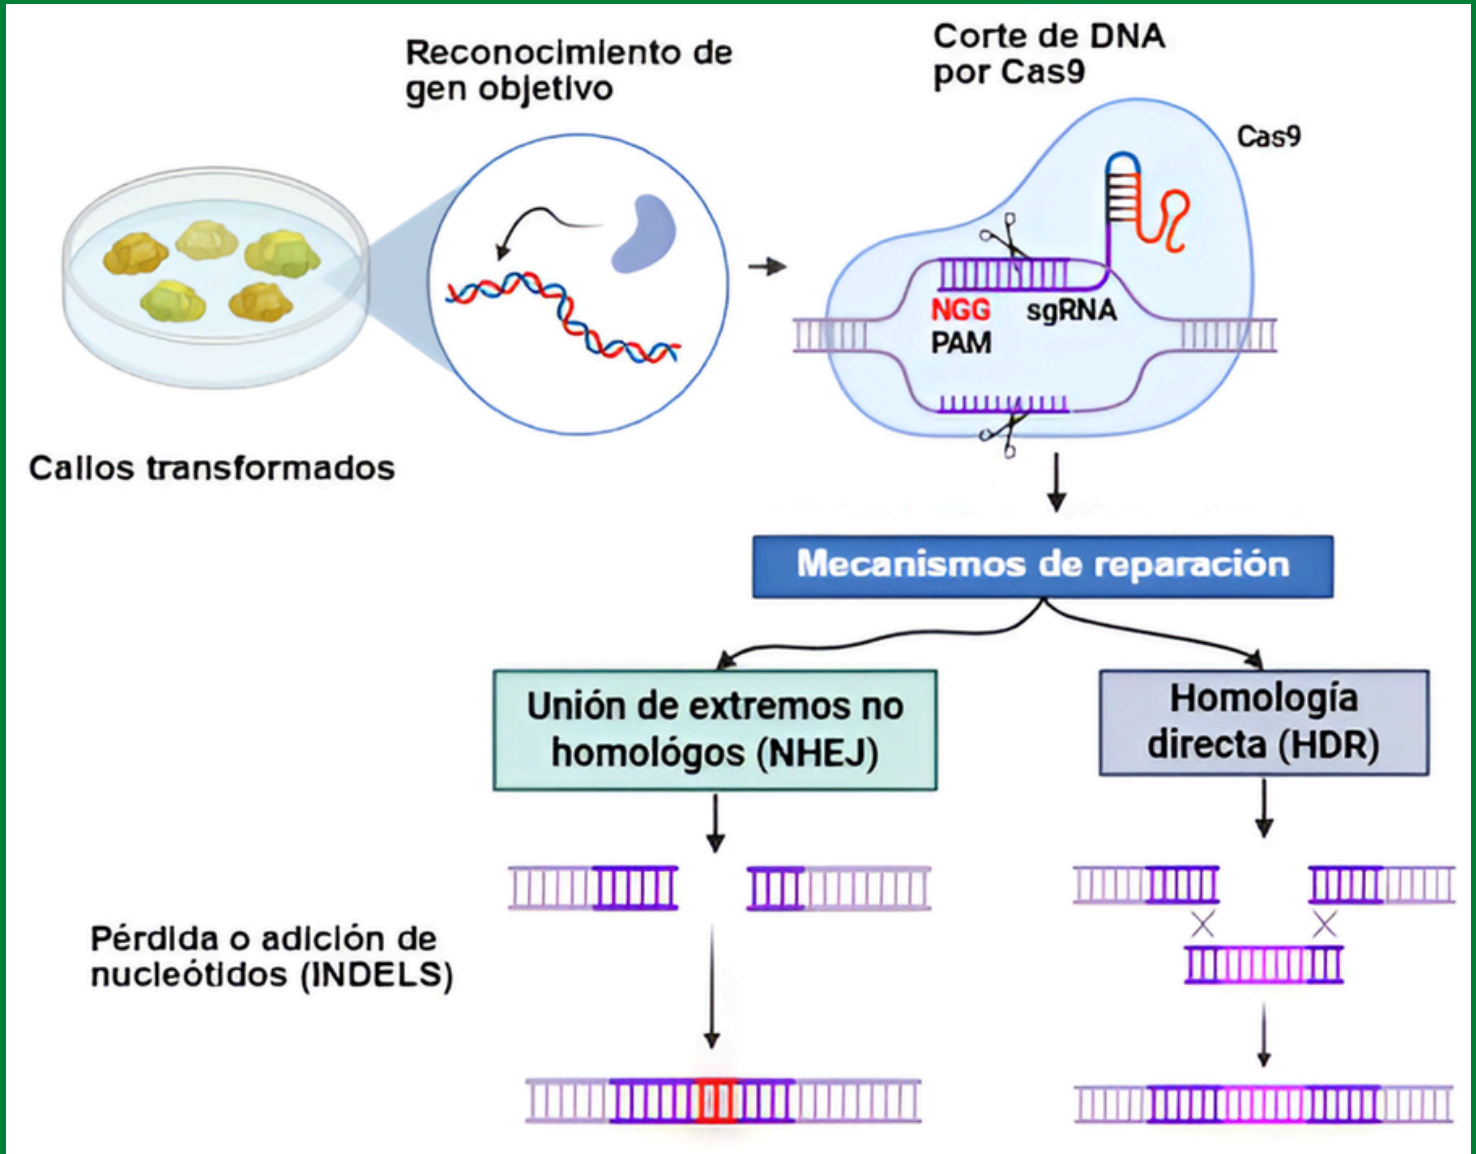 Reconocimiento de
gen objetivo
Corte de DNA
por Cas9
Cas9
NGG
sgRNA
PAM
Callos transformados
Mecanismos de reparación
Unión de extremos no
homológos (NHEJ)
Homología
directa (HDR)
Pérdida o adición de
nucleótidos (INDELS)